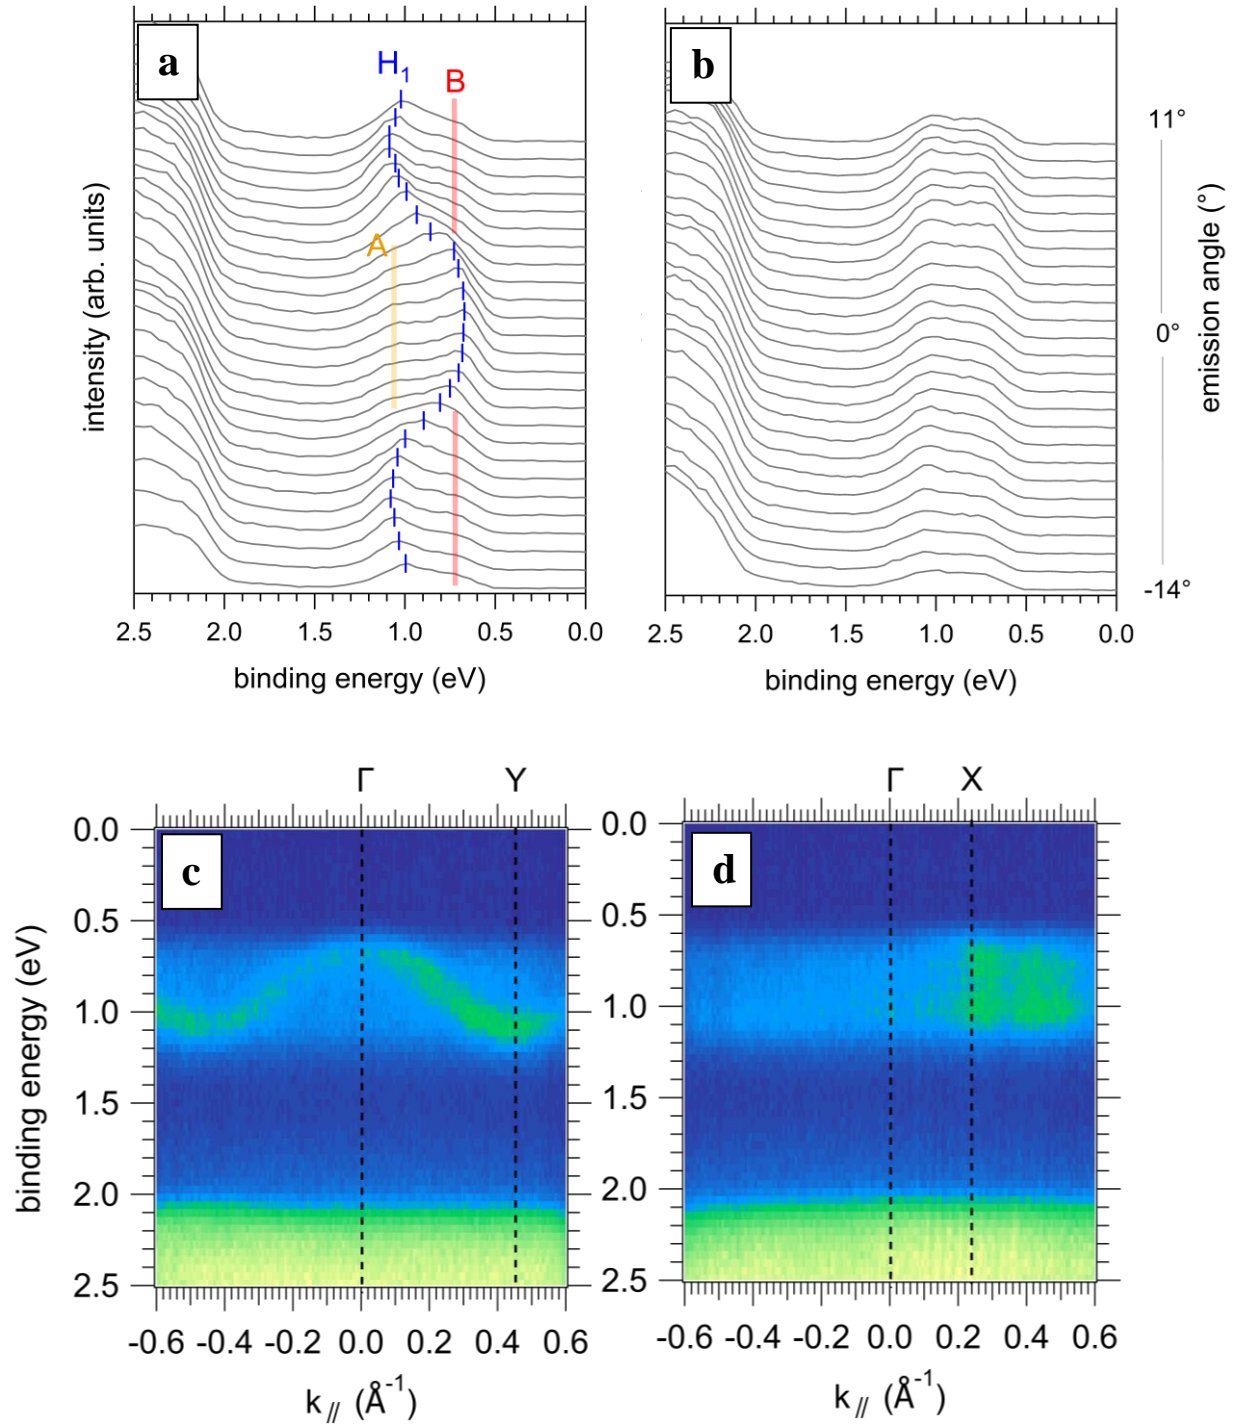 a
b
H1
B
A
intensity (arb. units)
2.5 2.0 1.5 1.0 0.5 0.0
binding energy (eV)
2.5 2.0 1.5 1.0 0.5 0.0
binding energy (eV)
11°
0°
-14°
emission angle (°)
Γ Y
c
0.0
0.5
1.0
1.5
2.0
2.5
binding energy (eV)
-0.6 -0.4 -0.2 0.0 0.2 0.4 0.6
k// (Å-1)
Γ X
d
0.0
0.5
1.0
1.5
2.0
2.5
-0.6 -0.4 -0.2 0.0 0.2 0.4 0.6
k// (Å-1)